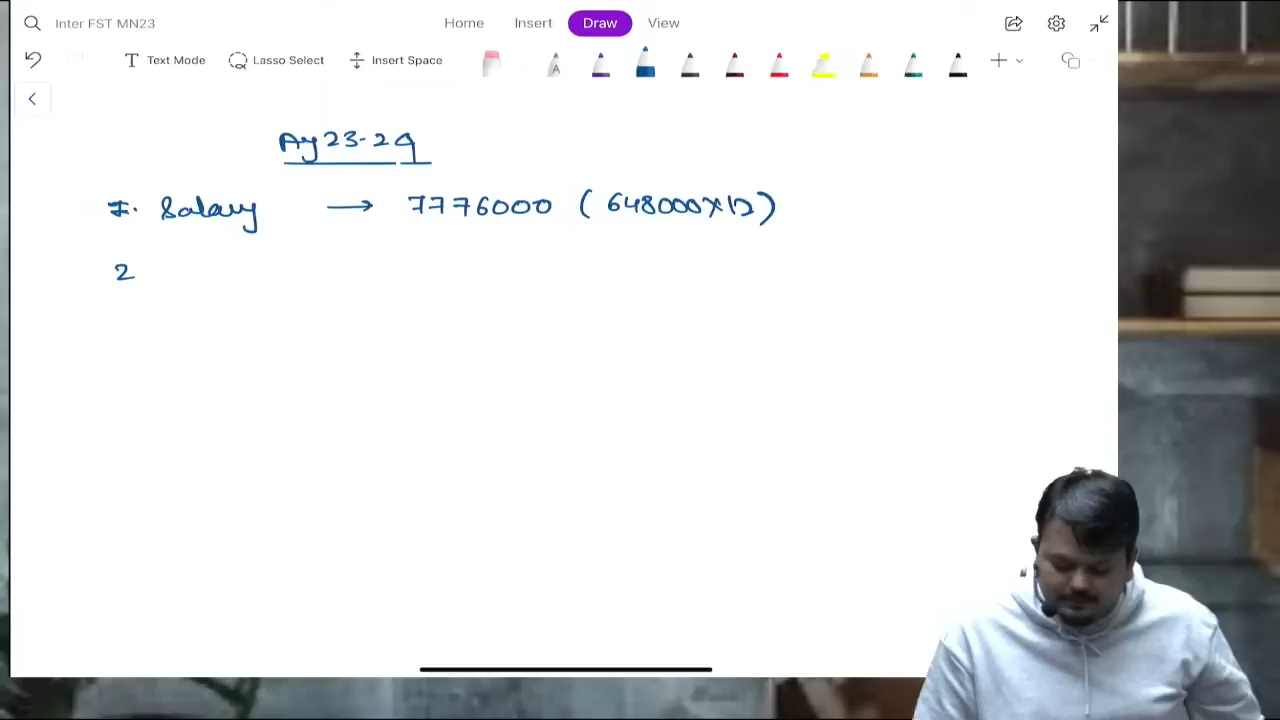 Inter FST MN23
Home Insert Draw View
Text Mode Lasso Select Insert Space
Ay 23-24
I. Salary → 7776000 (648000×12)
2